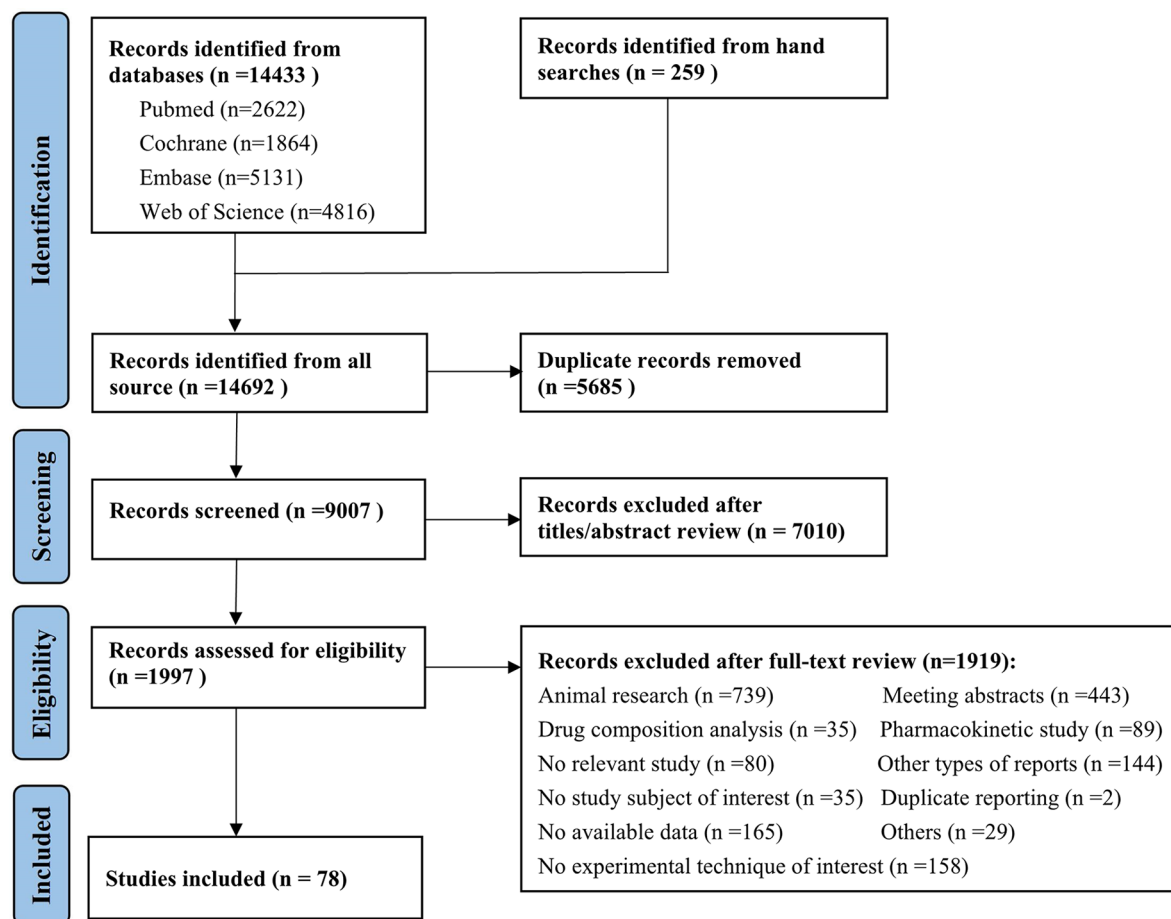 Identification
Records identified from
databases (n =14433 )
Pubmed (n=2622)
Cochrane (n=1864)
Embase (n=5131)
Web of Science (n=4816)
Records identified from hand
searches (n = 259 )
Records identified from all
source (n =14692 )
Duplicate records removed
(n =5685 )
Screening
Records screened (n =9007 )
Records excluded after
titles/abstract review (n = 7010)
Eligibility
Records assessed for eligibility
(n =1997 )
Records excluded after full-text review (n=1919):
Animal research (n =739) Meeting abstracts (n =443)
Drug composition analysis (n =35) Pharmacokinetic study (n =89)
No relevant study (n =80) Other types of reports (n =144)
No study subject of interest (n =35) Duplicate reporting (n =2)
No available data (n =165) Others (n =29)
No experimental technique of interest (n =158)
Included
Studies included (n = 78)